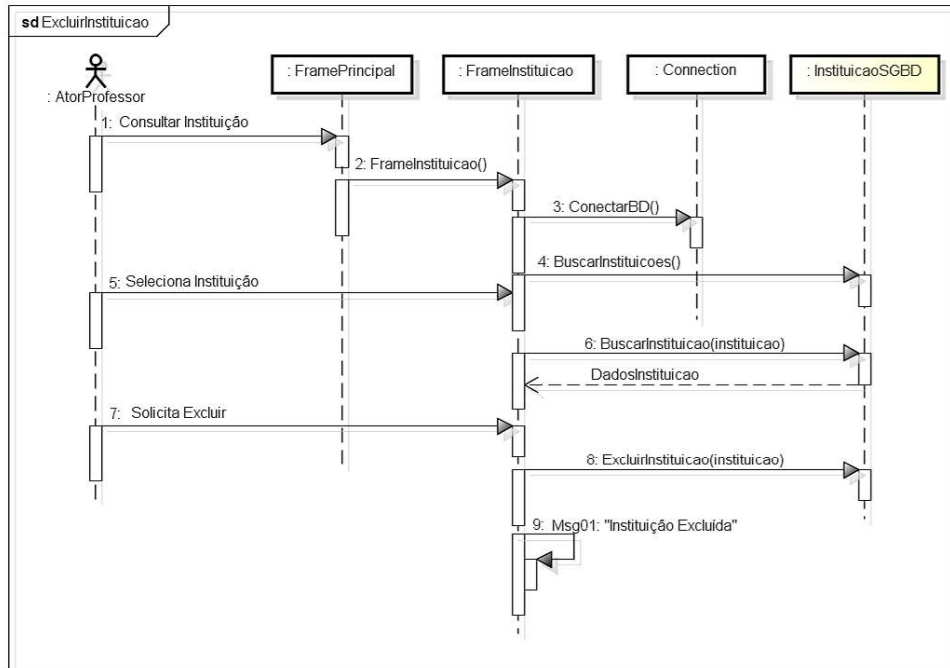 sd ExcluirInstituicao
: AtorProfessor
: FramePrincipal
: FrameInstituicao
: Connection
: InstituicaoSGBD
1: Consultar Instituição
2: FrameInstituicao()
3: ConectarBD()
4: BuscarInstituicoes()
5: Seleciona Instituição
6: BuscarInstituicao(instituicao)
DadosInstituicao
7: Solicita Excluir
8: ExcluirInstituicao(instituicao)
9: Msg01: "Instituição Excluída"